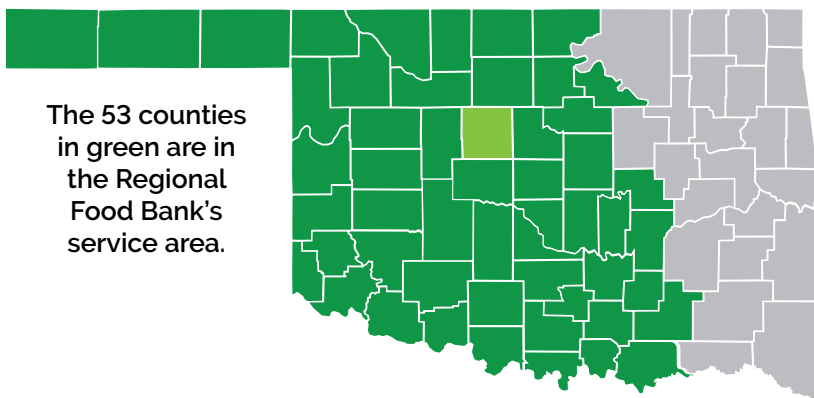 The 53 counties
in green are in
the Regional
Food Bank's
service area.